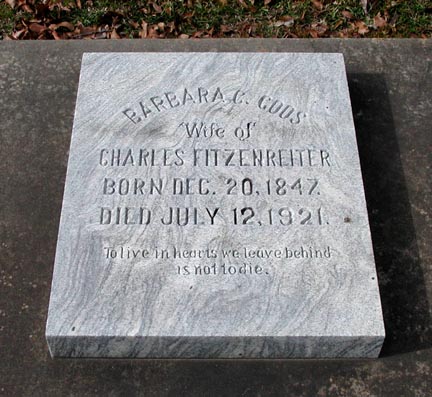 BARBARA C. GOOS
Wife of
CHARLES FITZENREITER
BORN DEC. 20, 1847.
DIED JULY 12, 1921.
To live in hearts we leave behind
is not to die.